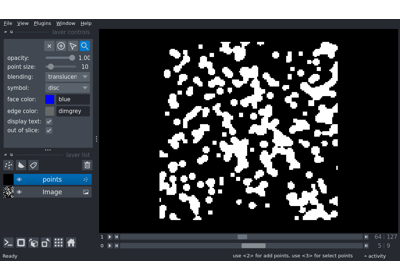 File View Plugins Window Help
layer controls
opacity: 1.00
point size: 10
blending: translucen
symbol: disc
face color: blue
edge color: dimgrey
display text:
out of slice:
layer list
points
Image
1 64 127
0 5 9
Ready use <2> for add points, use <3> for select points activity